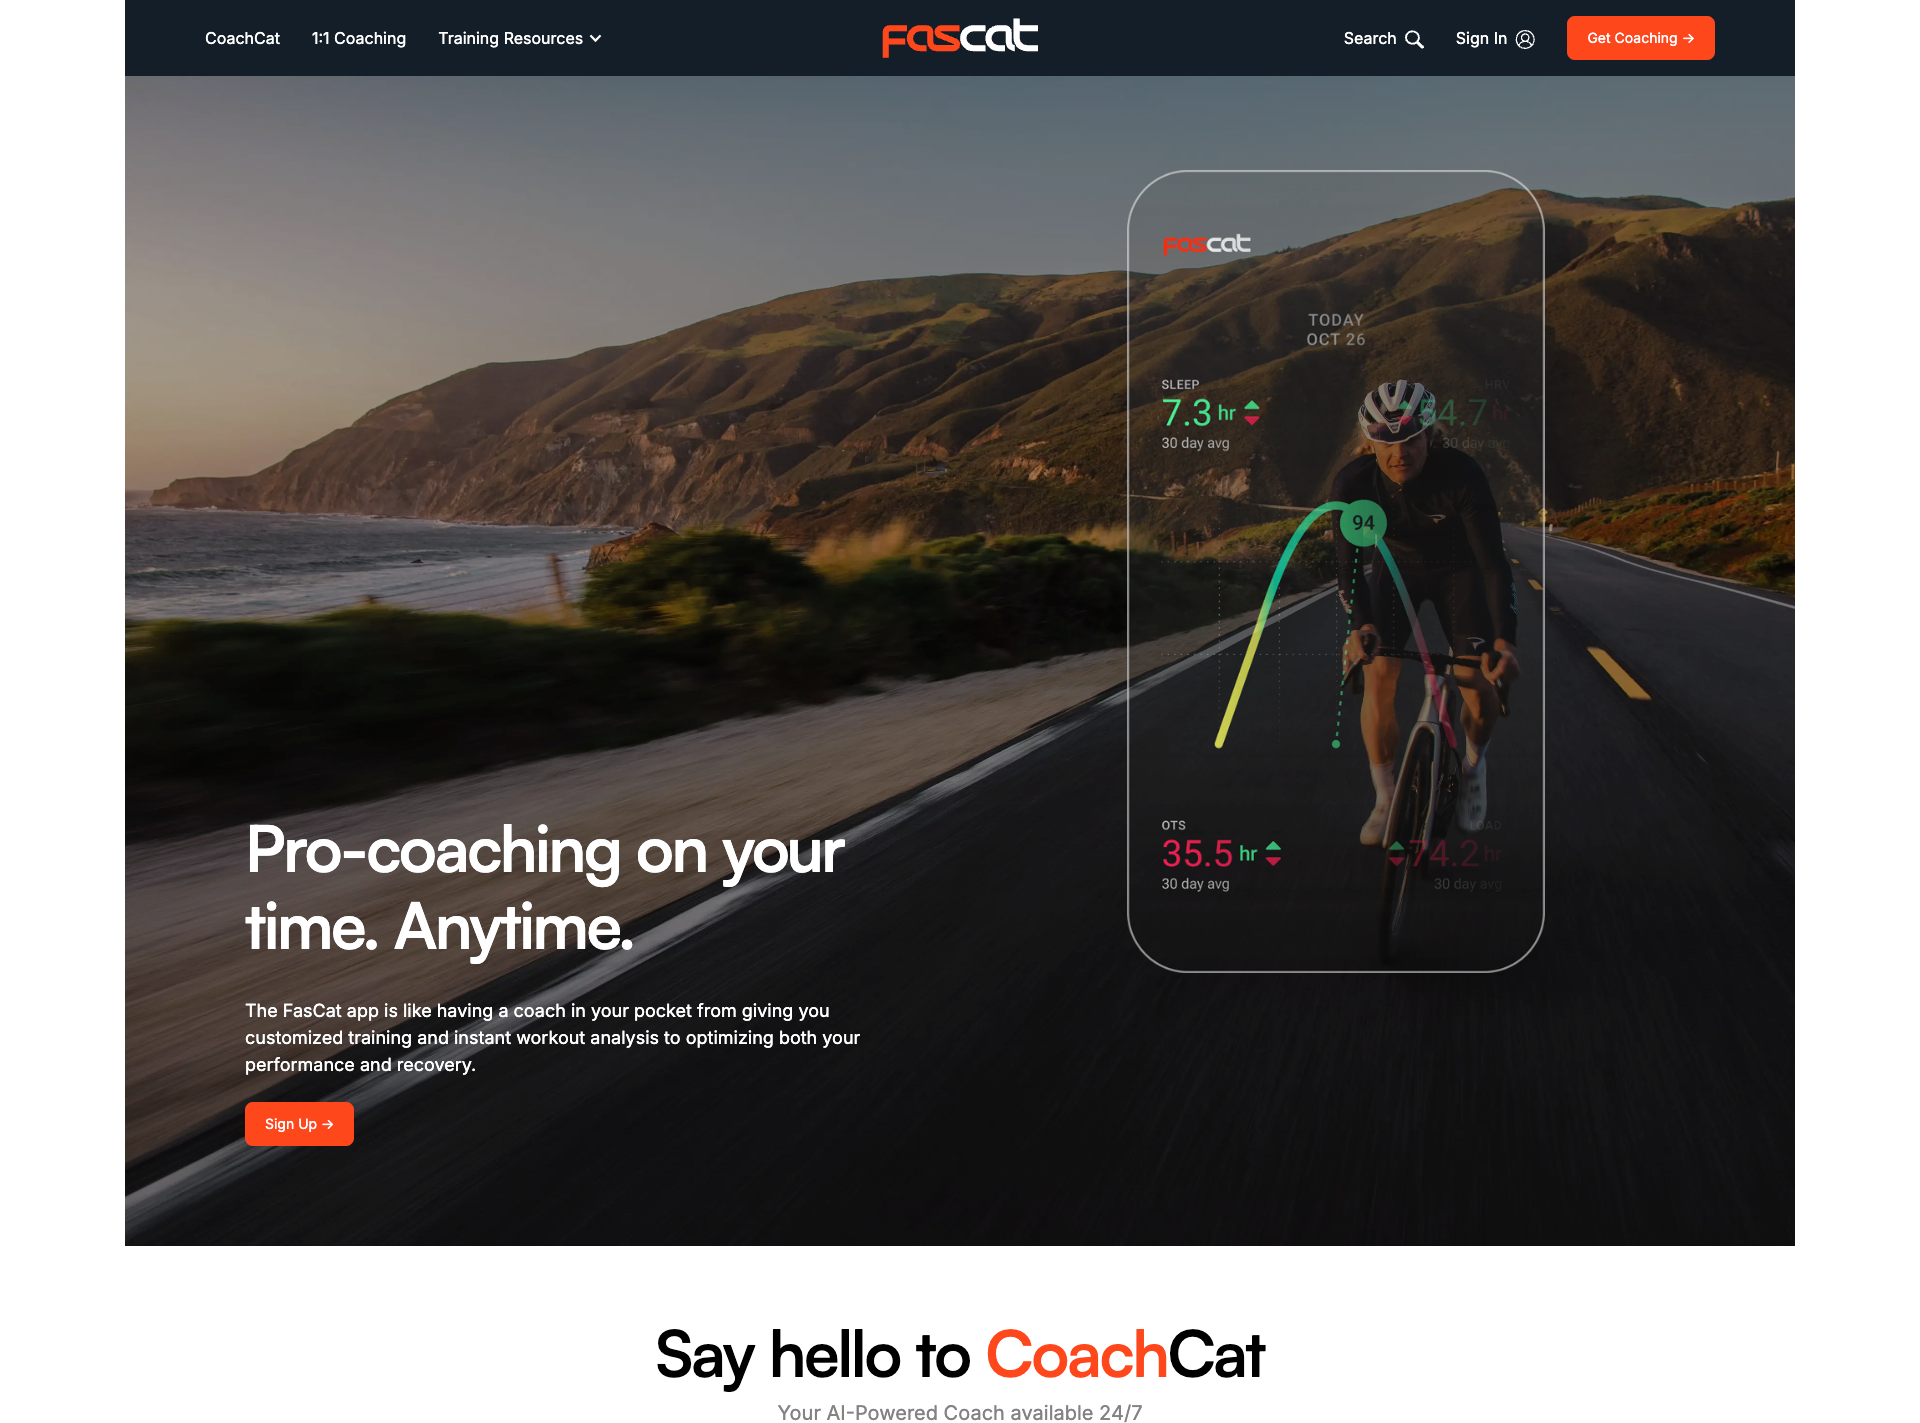 CoachCat
1:1 Coaching
Training Resources
Fascat
Search
Sign In
Get Coaching →
fascat
TODAY
OCT 26
SLEEP
7.3 hr
30 day avg
HRV
54.7 hr
30 day avg
94
OTS
35.5 hr
30 day avg
LOAD
74.2 hr
30 day avg
Pro-coaching on your
time. Anytime.
The FasCat app is like having a coach in your pocket from giving you
customized training and instant workout analysis to optimizing both your
performance and recovery.
Sign Up →
Say hello to CoachCat
Your AI-Powered Coach available 24/7